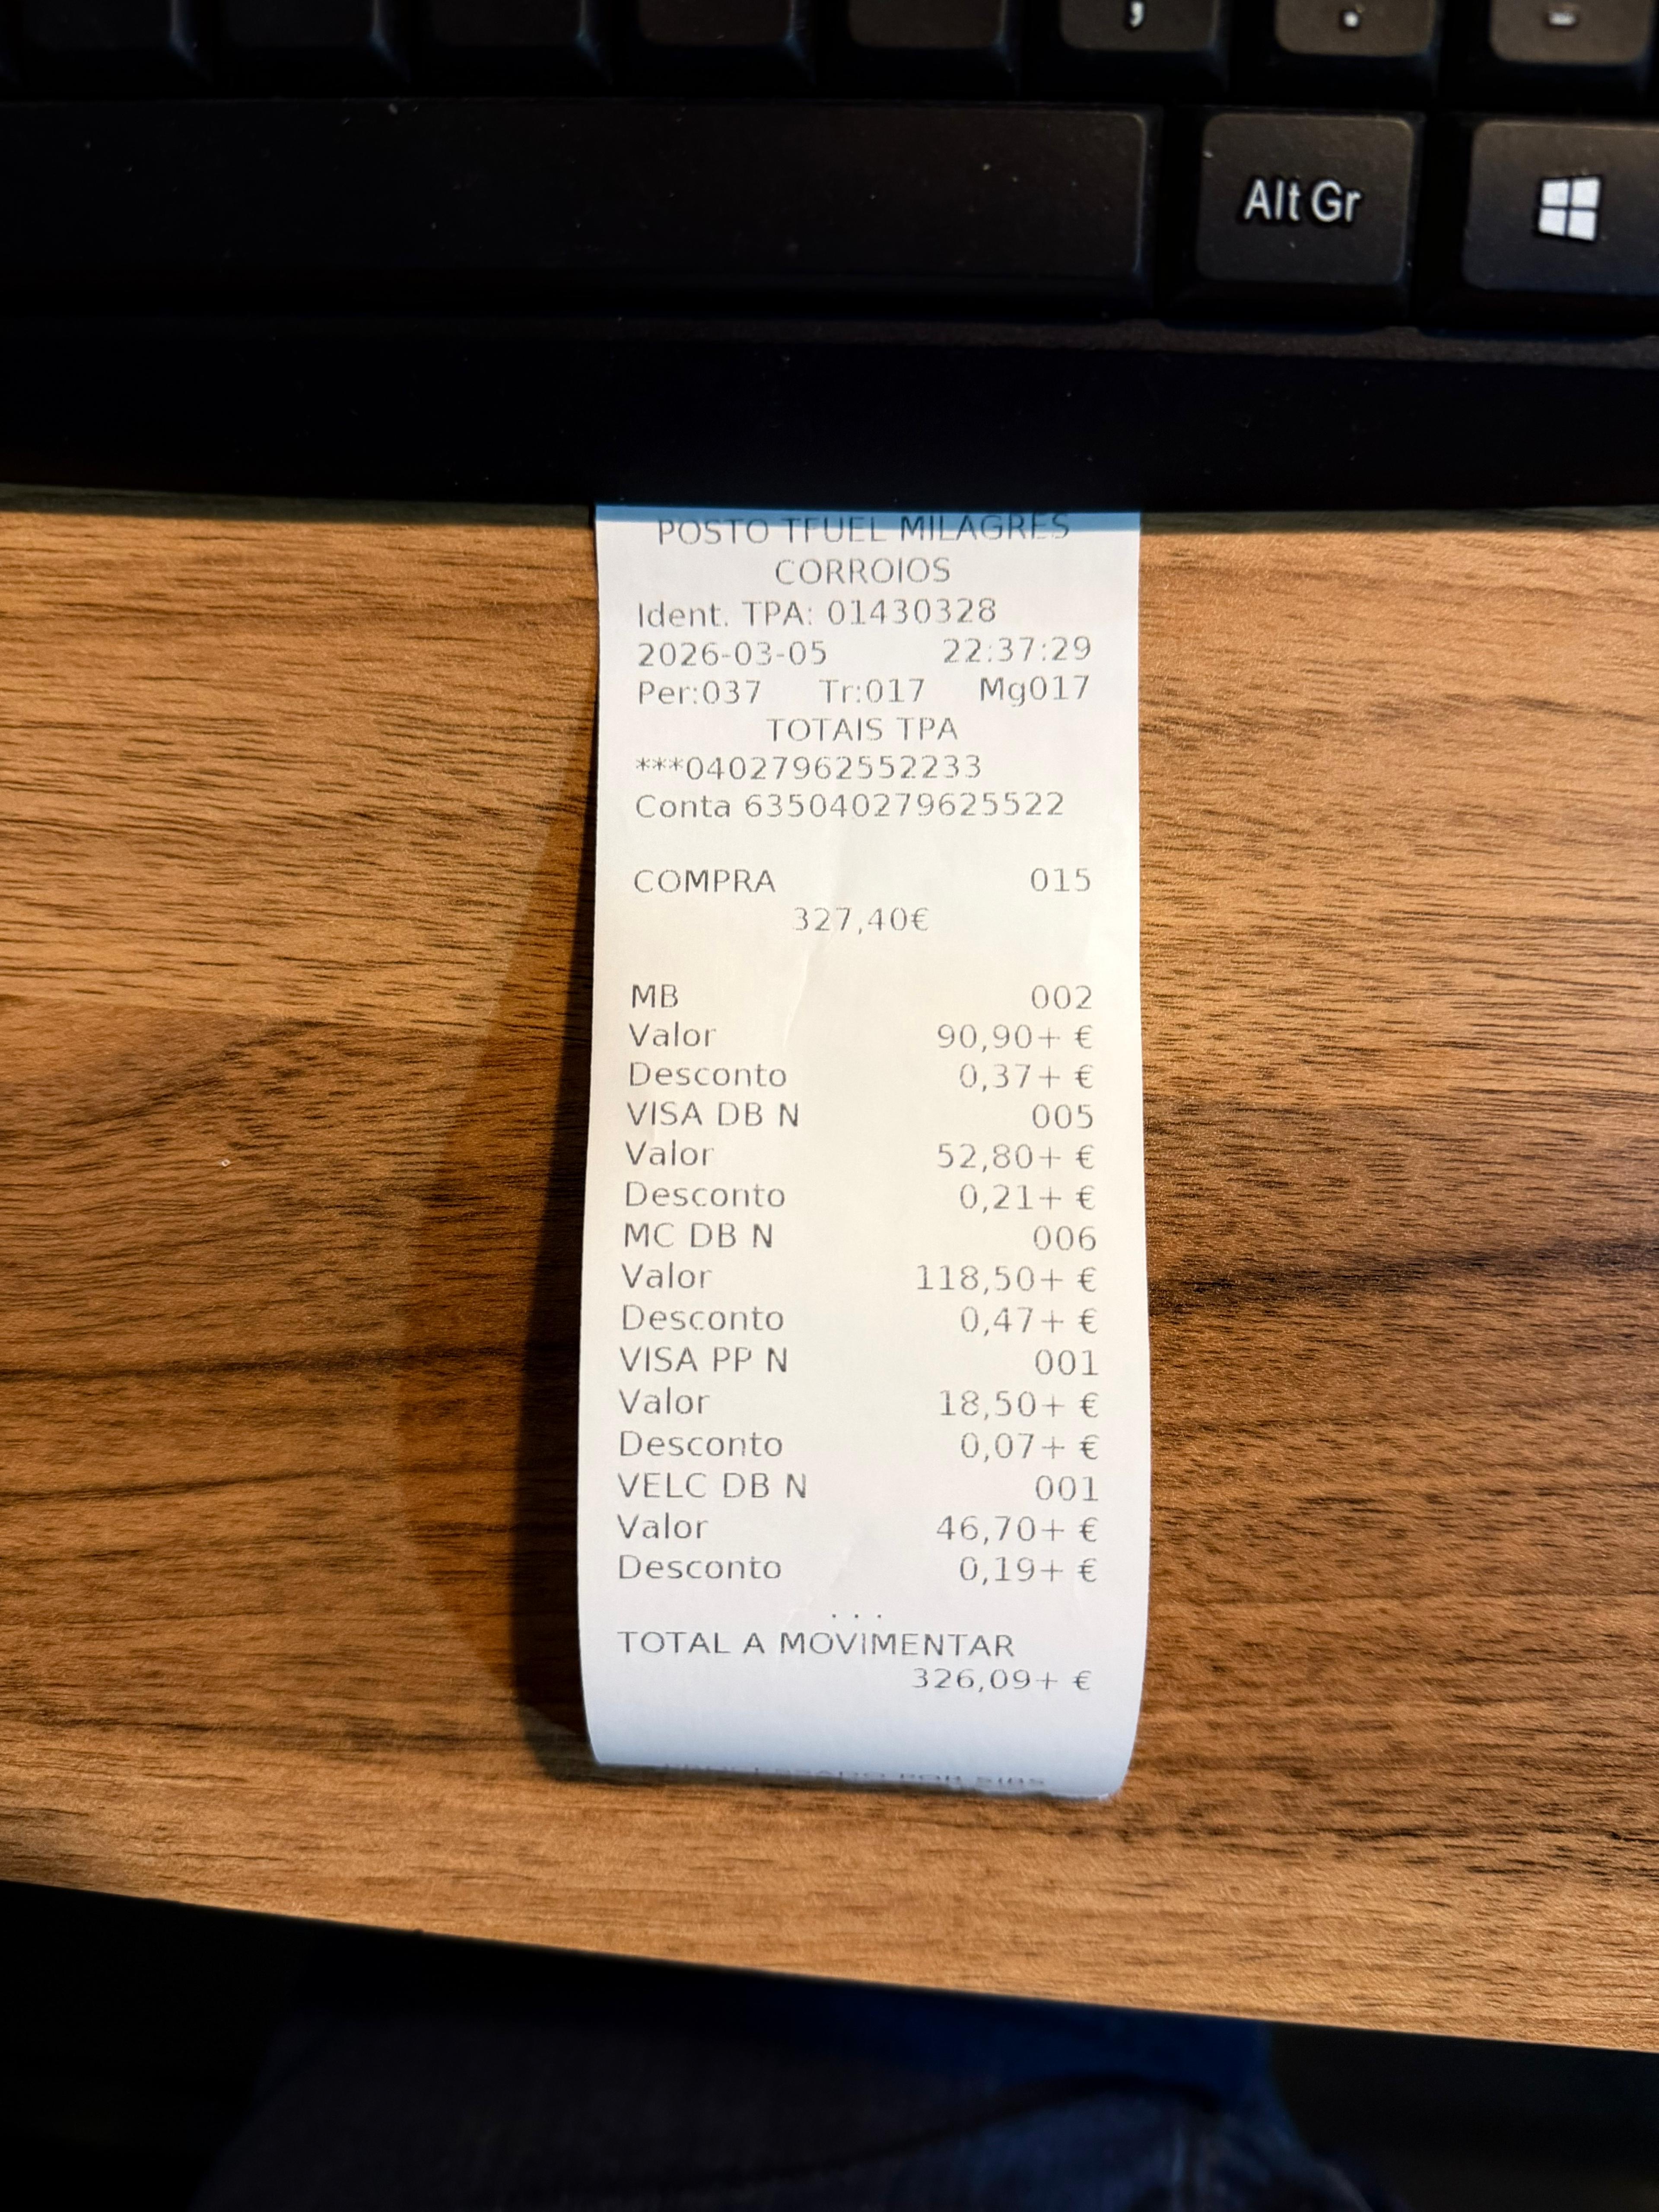 Alt Gr
POSTO TFUEL MILAGRES
CORROIOS
Ident. TPA: 01430328
2026-03-05 22:37:29
Per:037 Tr:017 Mg017
TOTAIS TPA
***04027962552233
Conta 635040279625522
COMPRA 015
327,40€
MB 002
Valor 90,90+ €
Desconto 0,37+ €
VISA DB N 005
Valor 52,80+ €
Desconto 0,21+ €
MC DB N 006
Valor 118,50+ €
Desconto 0,47+ €
VISA PP N 001
Valor 18,50+ €
Desconto 0,07+ €
VELC DB N 001
Valor 46,70+ €
Desconto 0,19+ €
...
TOTAL A MOVIMENTAR
326,09+ €
POR SIBS